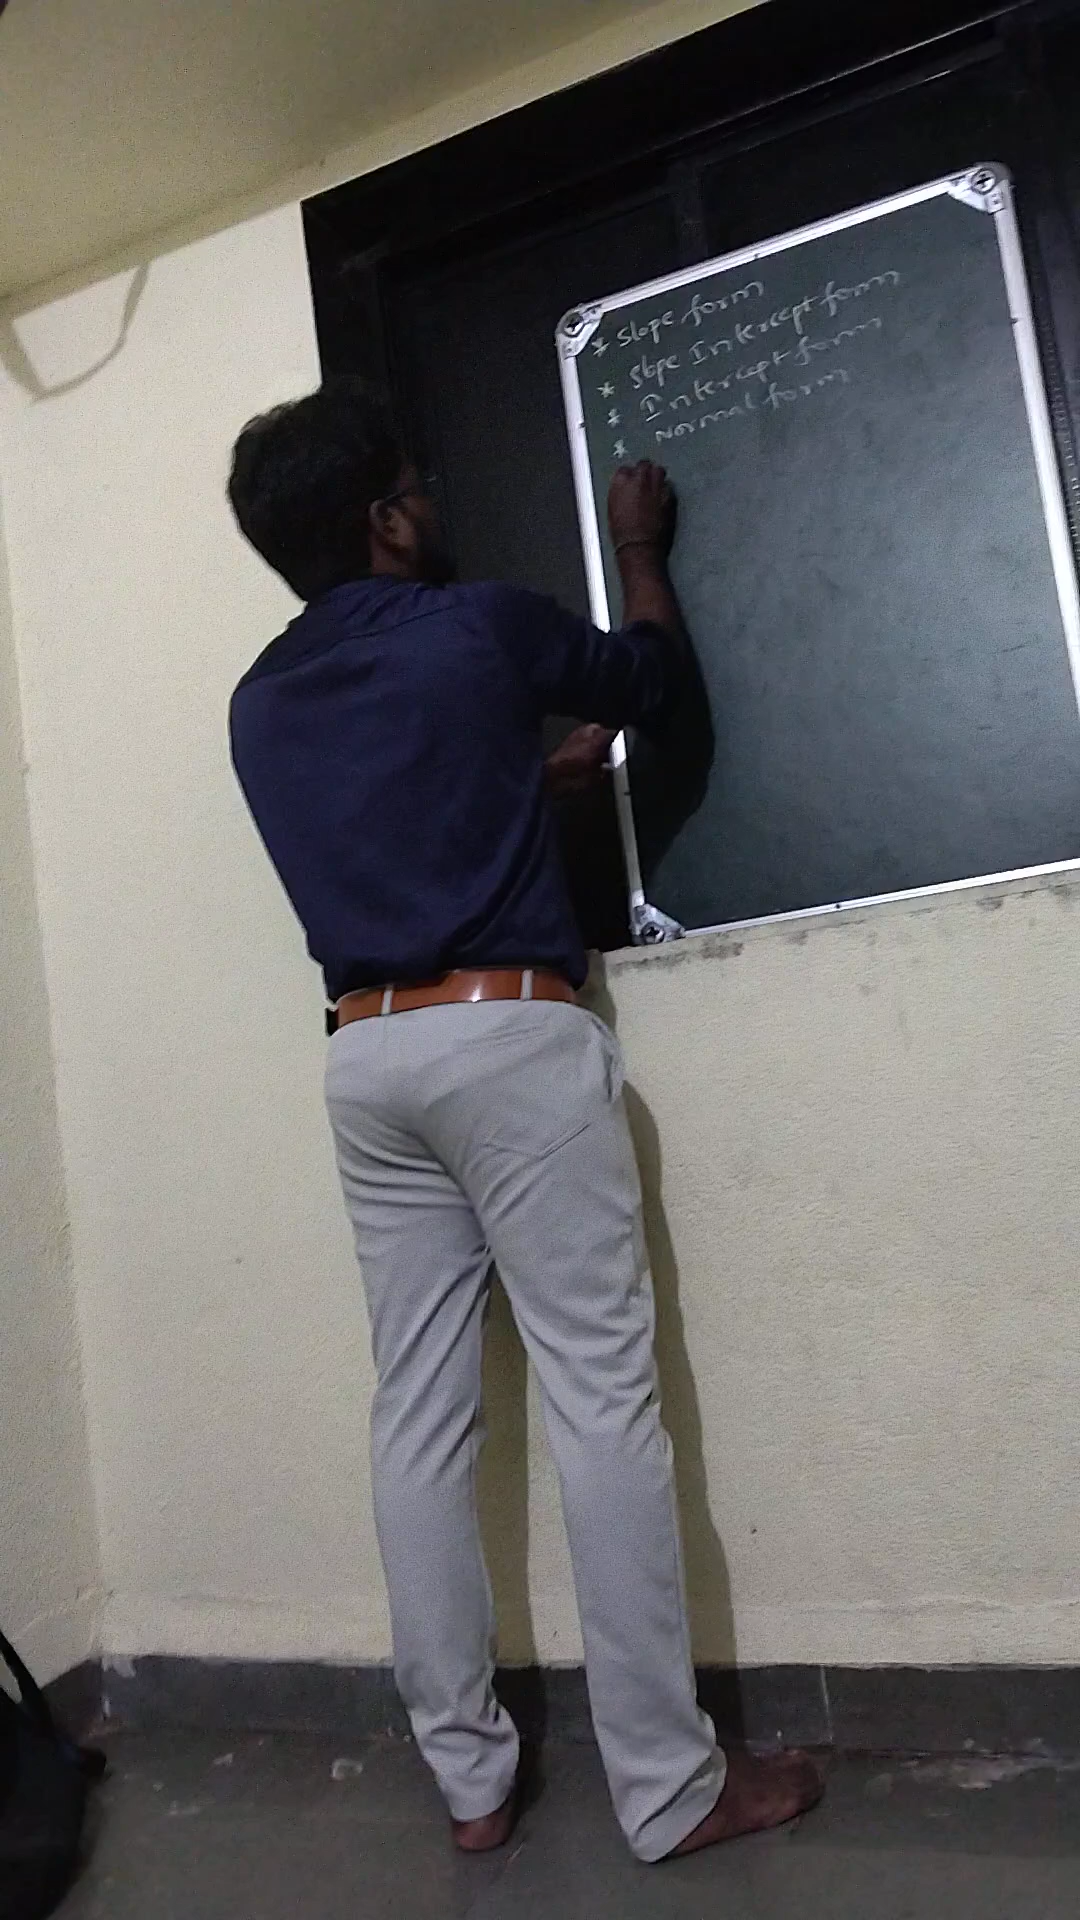 * Slope form
* Slope Intercept form
* Intercept form
* Normal form